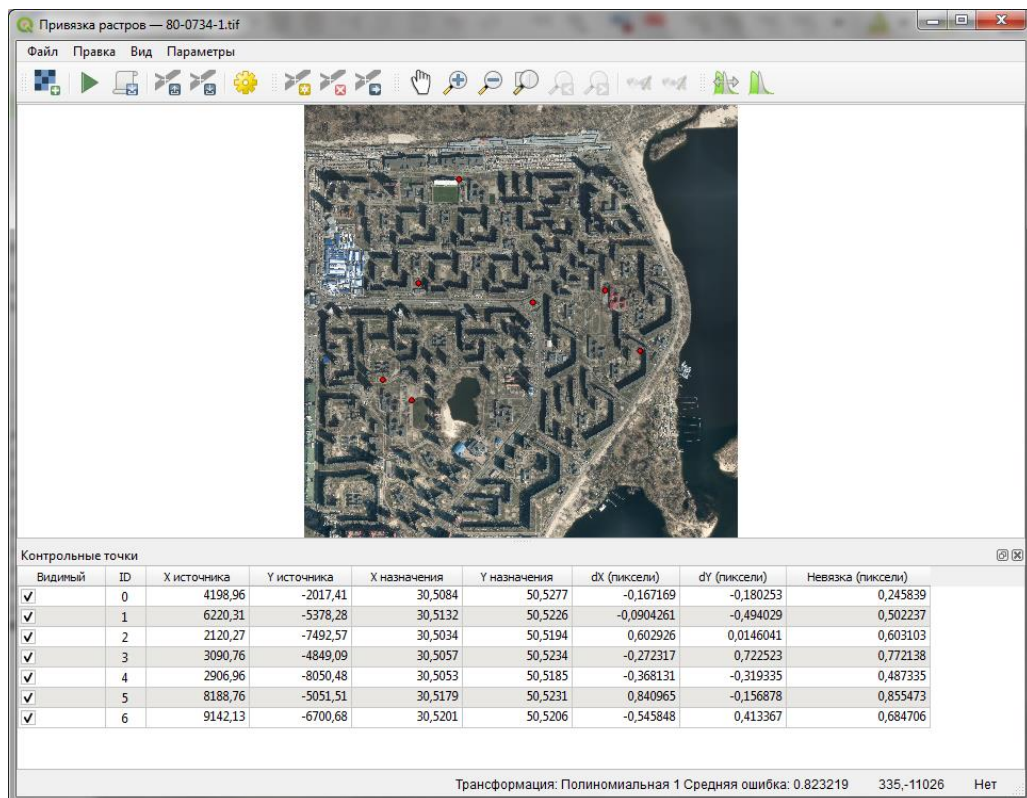 Привязка растров — 80-0734-1.tif
Файл Правка Вид Параметры
Контрольные точки
Видимый ID X источника Y источника X назначения Y назначения dX (пиксели) dY (пиксели) Невязка (пиксели)
0 4198,96 -2017,41 30,5084 50,5277 -0,167169 -0,180253 0,245839
1 6220,31 -5378,28 30,5132 50,5226 -0,0904261 -0,494029 0,502237
2 2120,27 -7492,57 30,5034 50,5194 0,602926 0,0146041 0,603103
3 3090,76 -4849,09 30,5057 50,5234 -0,272317 0,722523 0,772138
4 2906,96 -8050,48 30,5053 50,5185 -0,368131 -0,319335 0,487335
5 8188,76 -5051,51 30,5179 50,5231 0,840965 -0,156878 0,855473
6 9142,13 -6700,68 30,5201 50,5206 -0,545848 0,413367 0,684706
Трансформация: Полиномиальная 1 Средняя ошибка: 0.823219 335,-11026 Нет